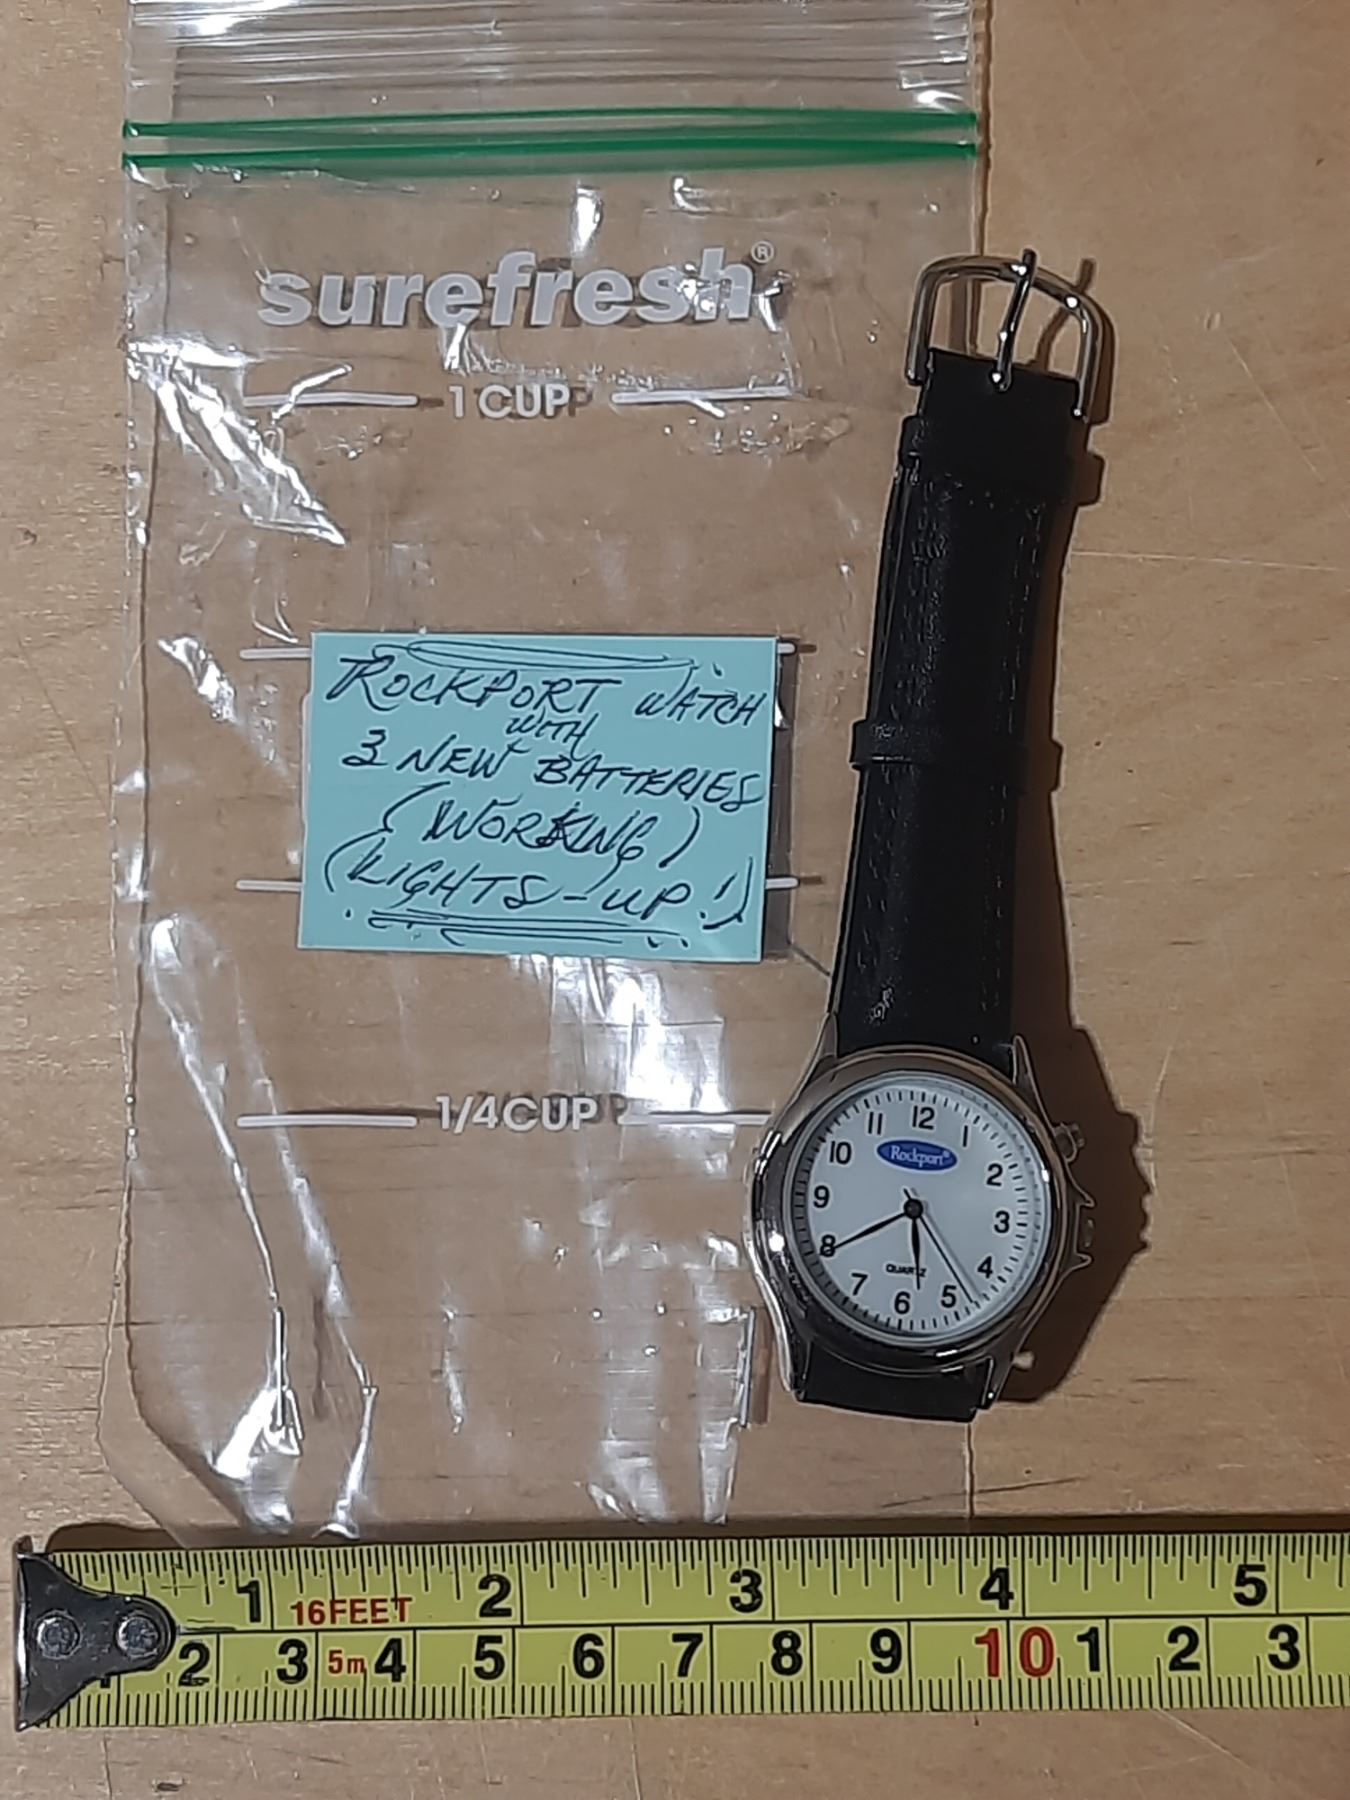 surefresh®
1 CUP
ROCKPORT WATCH
WITH
3 NEW BATTERIES
(WORKING)
(LIGHTS-UP!)
1/4 CUP
12
11 1
10 2
Rockport®
9 3
8 4
QUARTZ
7 5
6
1 16FEET 2 3 4 5
2 3 5m 4 5 6 7 8 9 10 1 2 3